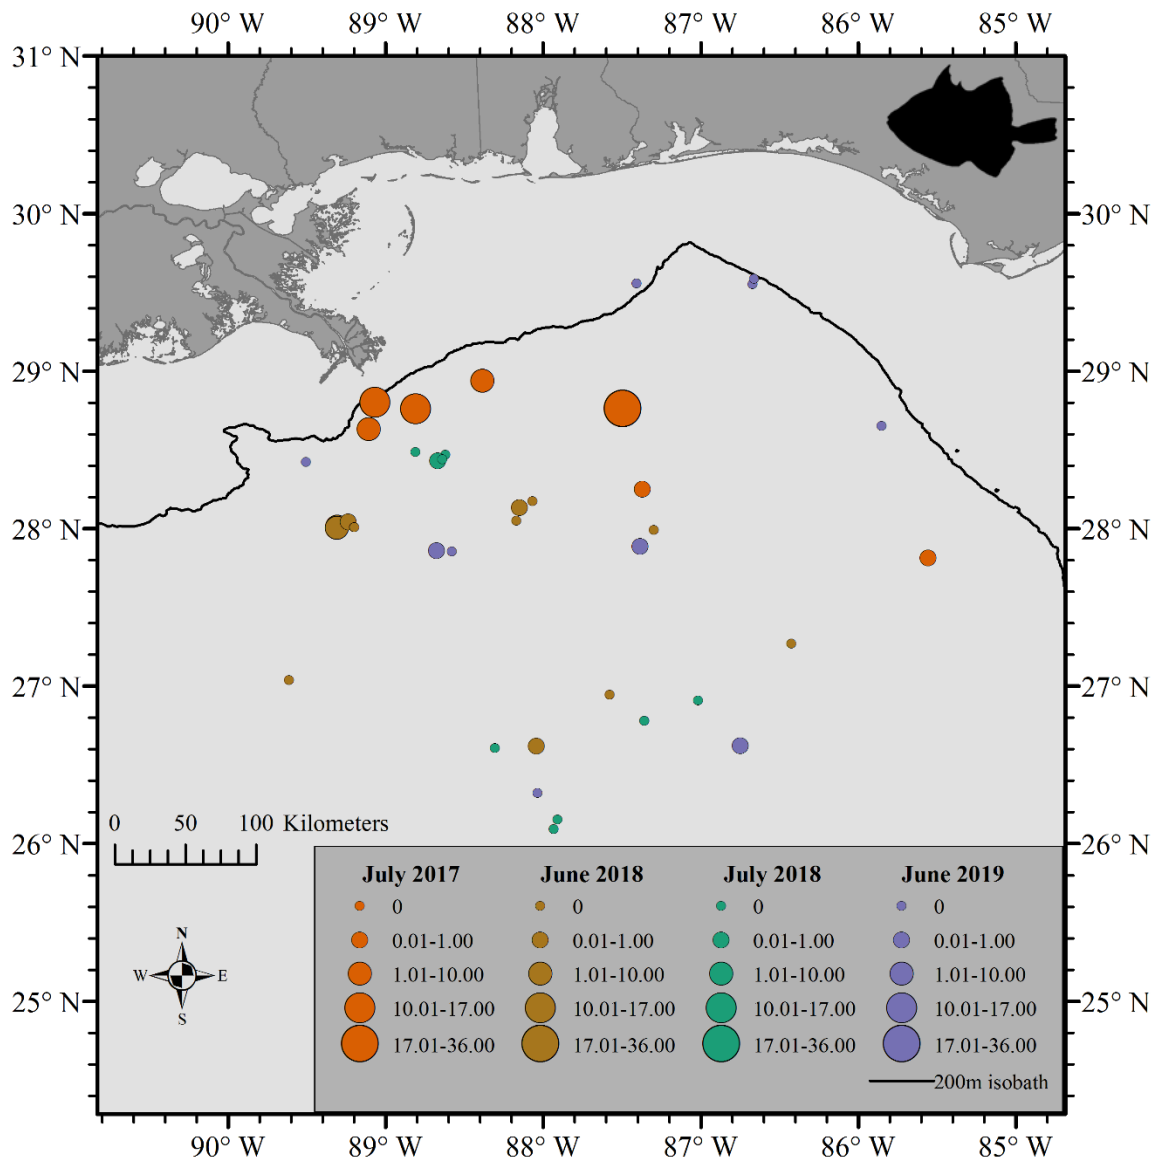 90° W 89° W 88° W 87° W 86° W 85° W
31° N 31° N
30° N 30° N
29° N 29° N
28° N 28° N
27° N 27° N
26° N 26° N
25° N 25° N
0 50 100 Kilometers
N
W E
S
July 2017 June 2018 July 2018 June 2019
0 0 0 0
0.01-1.00 0.01-1.00 0.01-1.00 0.01-1.00
1.01-10.00 1.01-10.00 1.01-10.00 1.01-10.00
10.01-17.00 10.01-17.00 10.01-17.00 10.01-17.00
17.01-36.00 17.01-36.00 17.01-36.00 17.01-36.00
200m isobath
90° W 89° W 88° W 87° W 86° W 85° W